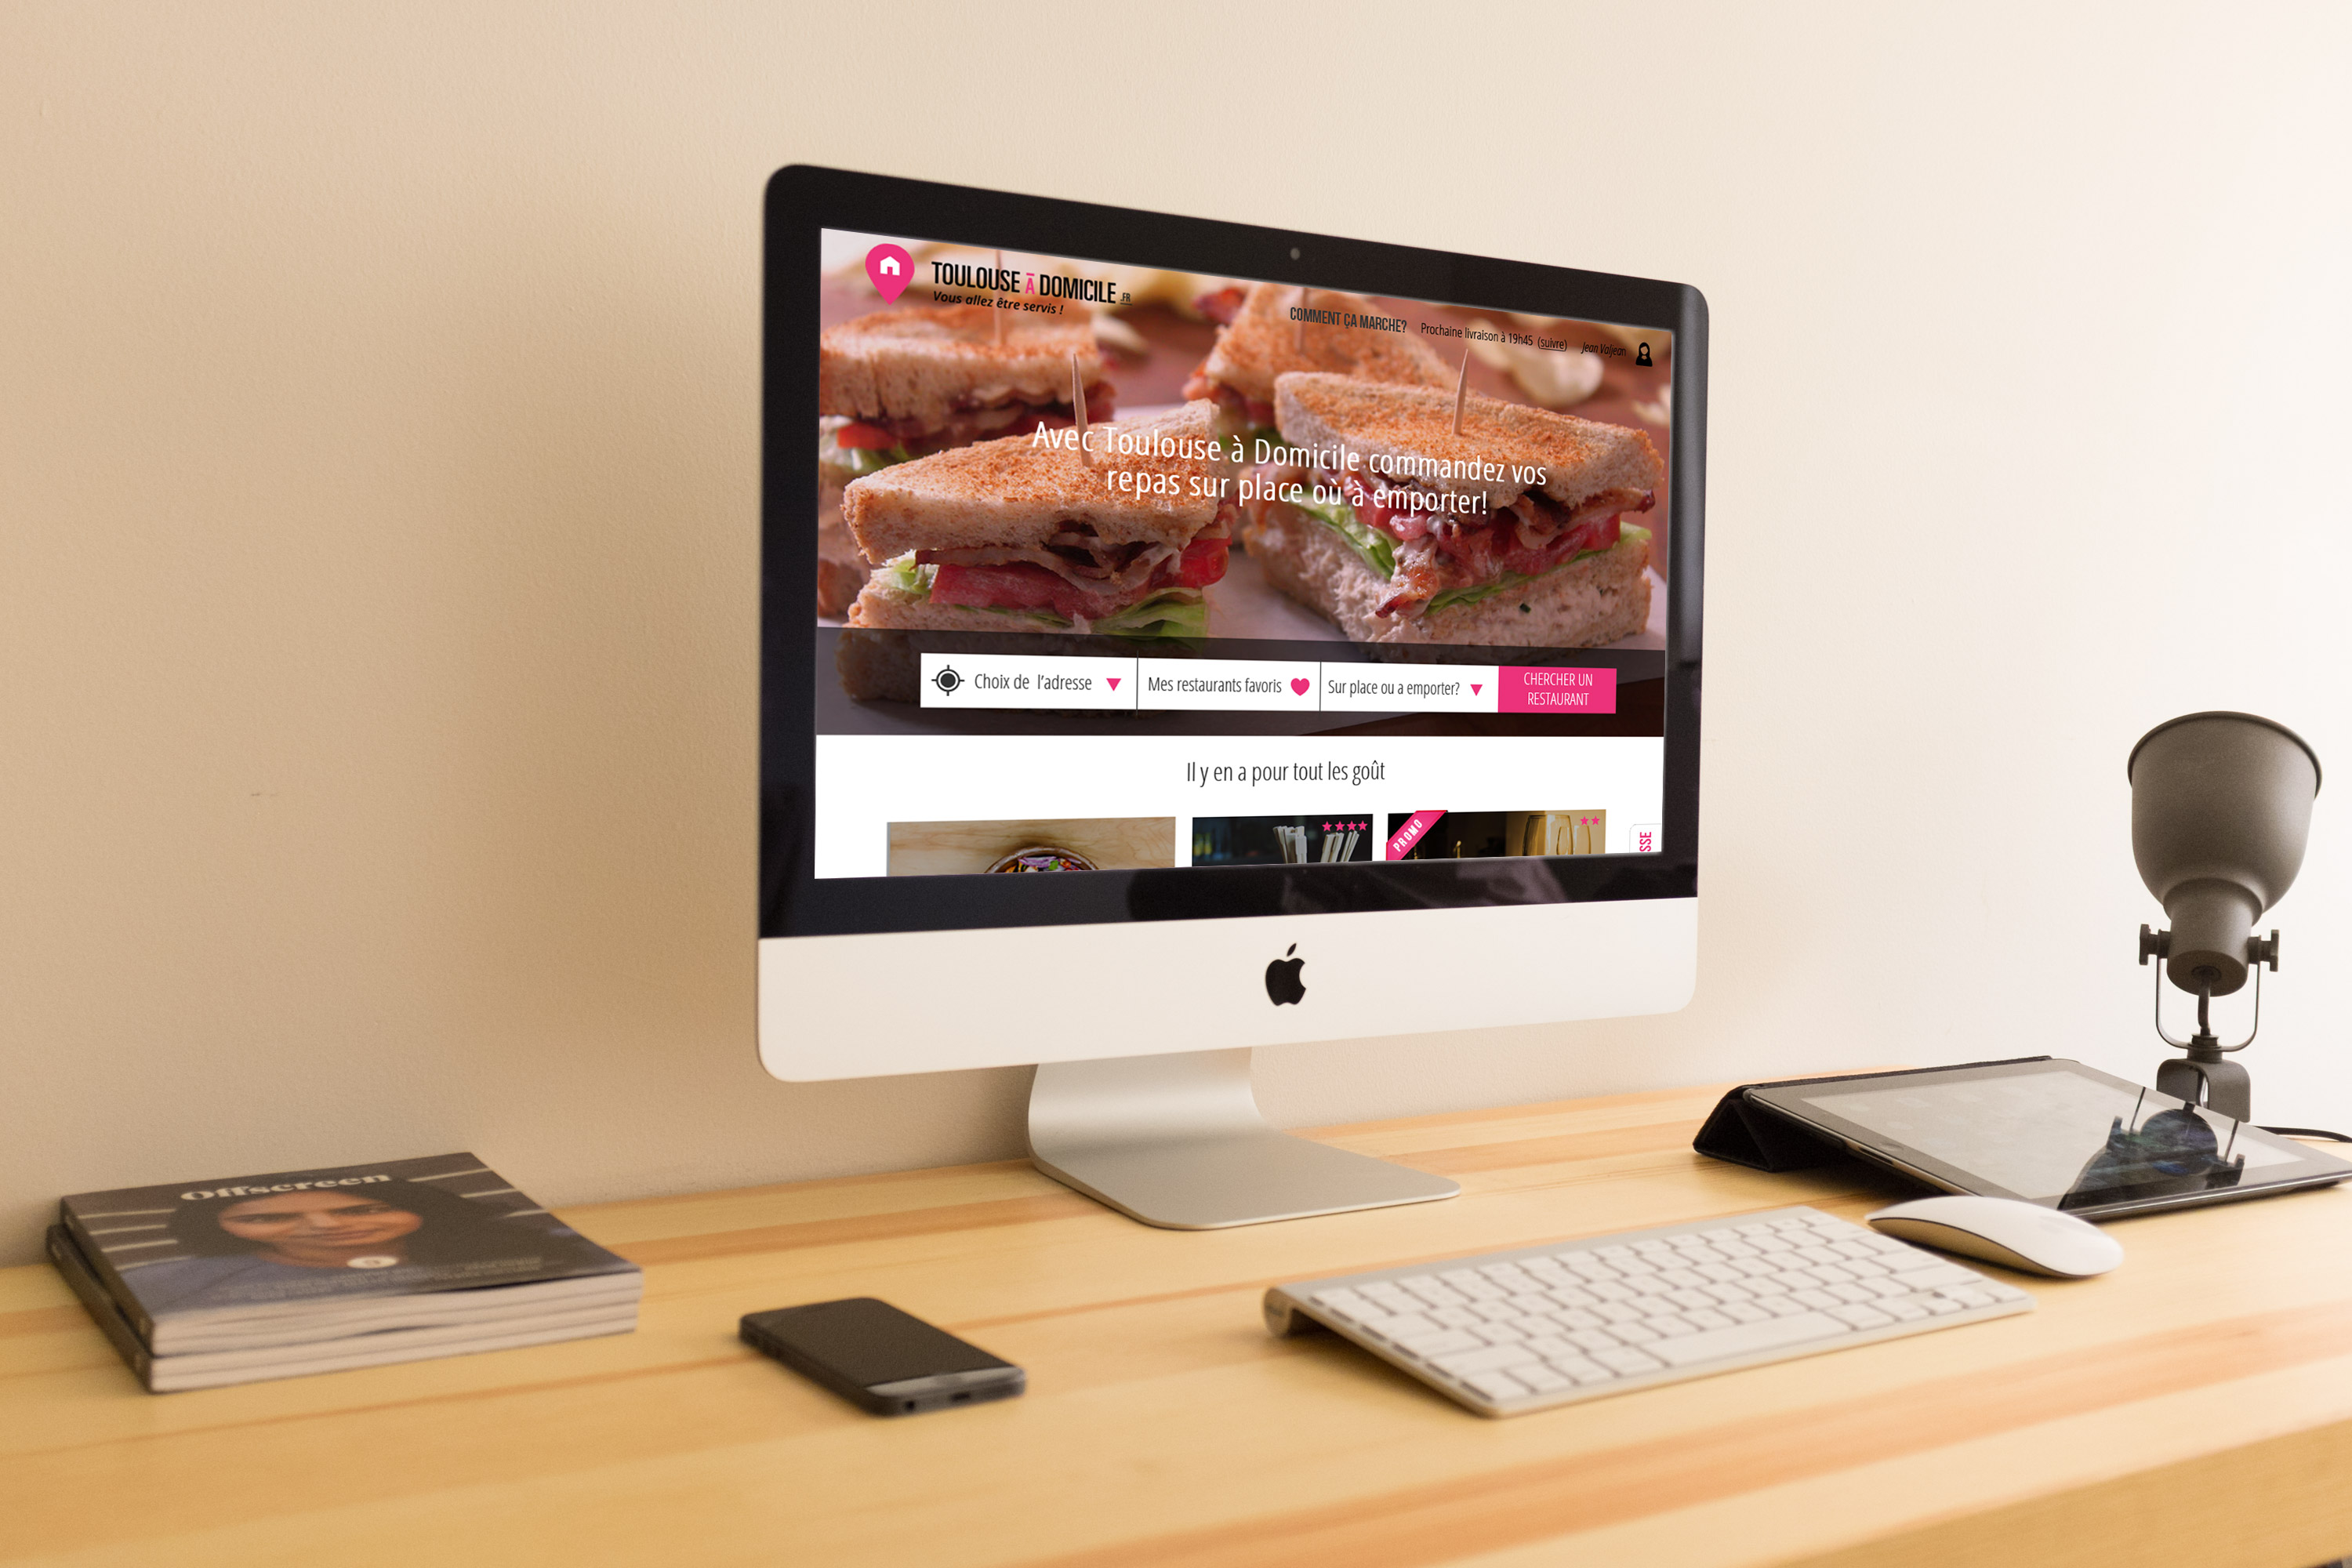 TOULOUSE À DOMICILE .FR
Vous allez être servis !
COMMENT ÇA MARCHE?
Prochaine livraison à 19h45 (suivre)
Jean Valjean
Avec Toulouse à Domicile commandez vos
repas sur place où à emporter!
Choix de l'adresse
Mes restaurants favoris
Sur place ou a emporter?
CHERCHER UN
RESTAURANT
Il y en a pour tout les goût
PROMO
SSE
Offscreen